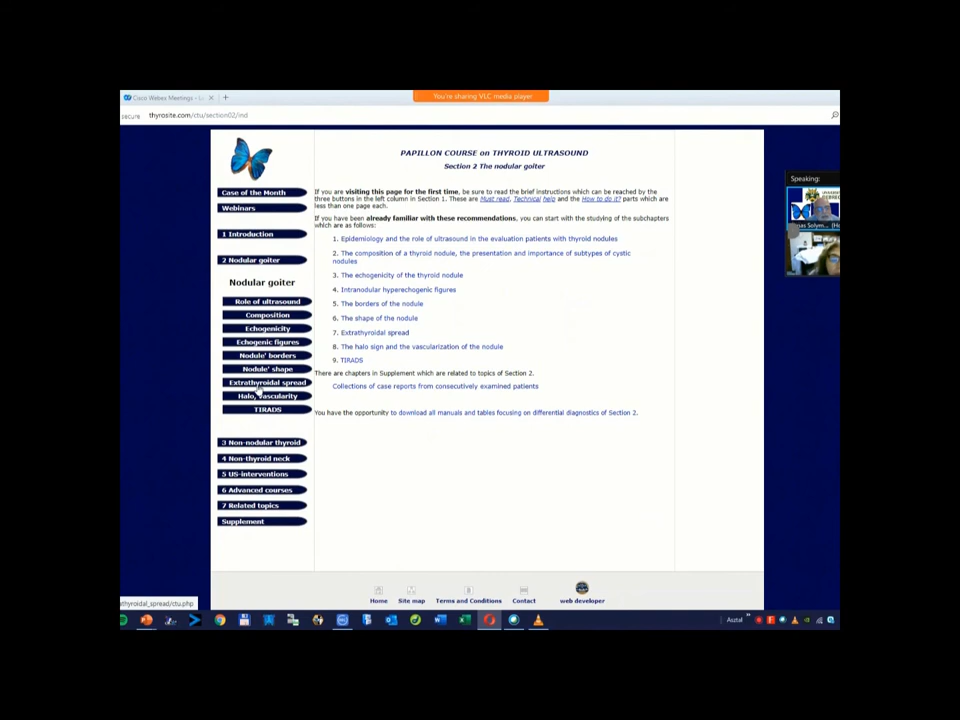 Cisco Webex Meetings
You're sharing VLC media player
thyrosite.com/ctu/section02/ind
Speaking:
PAPILLON COURSE on THYROID ULTRASOUND
Section 2 The nodular goiter
Case of the Month
Webinars
1 Introduction
2 Nodular goiter
Nodular goiter
Role of ultrasound
Composition
Echogenicity
Echogenic figures
Nodule' borders
Nodule' shape
Extrathyroidal spread
Halo, vascularity
TIRADS
3 Non-nodular thyroid
4 Non-thyroid neck
5 US-interventions
6 Advanced courses
7 Related topics
Supplement
If you are visiting this page for the first time, be sure to read the brief instructions which can be reached by the
three buttons in the left column in Section 1. These are Must read, Technical help and the How to do it? parts which are
less than one page each.
If you have been already familiar with these recommendations, you can start with the studying of the subchapters
which are as follows:
1. Epidemiology and the role of ultrasound in the evaluation patients with thyroid nodules
2. The composition of a thyroid nodule, the presentation and importance of subtypes of cystic
nodules
3. The echogenicity of the thyroid nodule
4. Intranodular hyperechogenic figures
5. The borders of the nodule
6. The shape of the nodule
7. Extrathyroidal spread
8. The halo sign and the vascularization of the nodule
9. TIRADS
There are chapters in Supplement which are related to topics of Section 2.
Collections of case reports from consecutively examined patients
You have the opportunity to download all manuals and tables focusing on differential diagnostics of Section 2.
Home
Site map
Terms and Conditions
Contact
web developer
Asztal